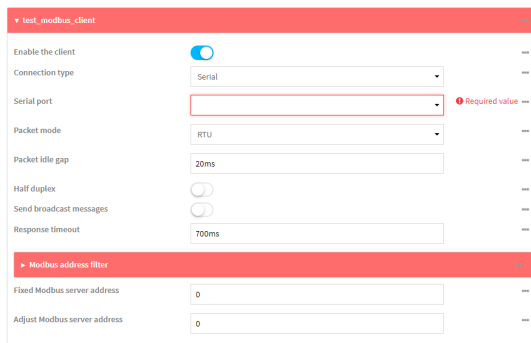 ▾ test_modbus_client
Enable the client
Connection type Serial
Serial port Required value
Packet mode RTU
Packet idle gap 20ms
Half duplex
Send broadcast messages
Response timeout 700ms
▸ Modbus address filter
Fixed Modbus server address 0
Adjust Modbus server address 0